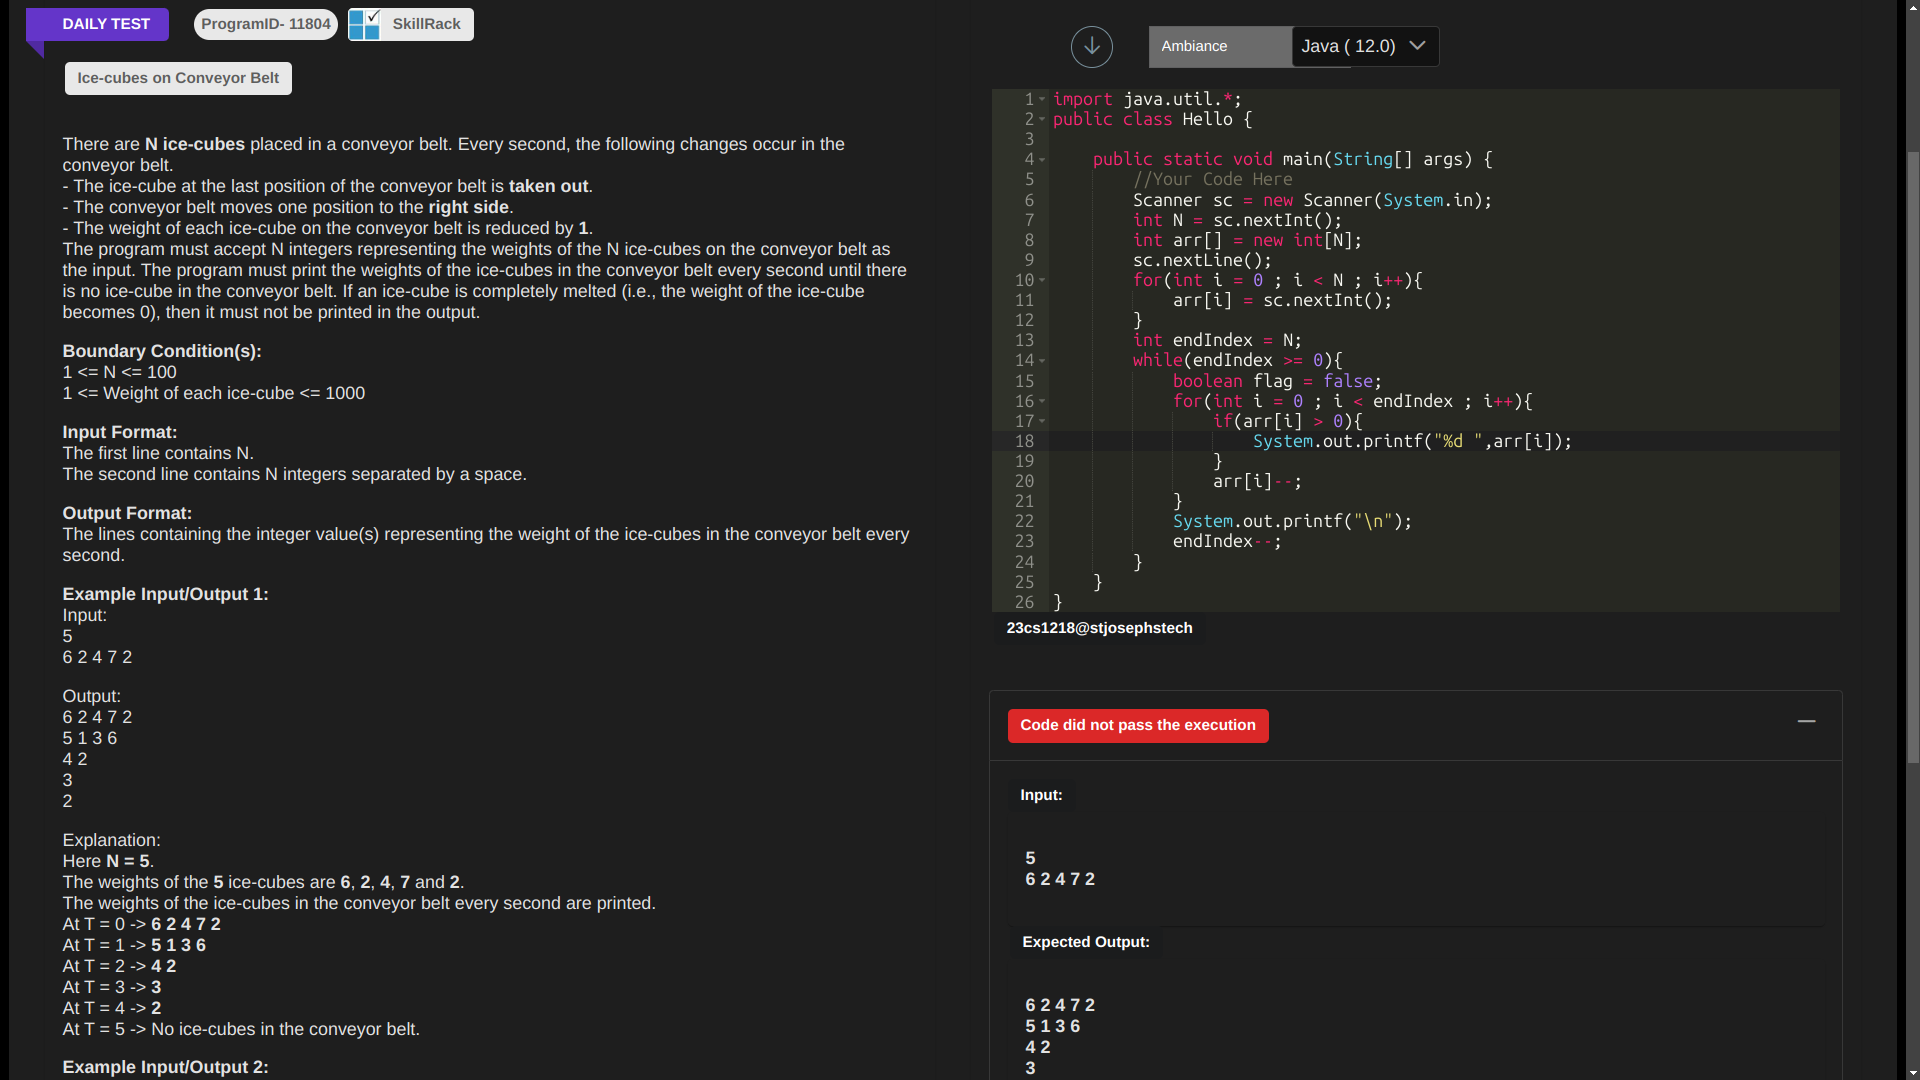 DAILY TEST
ProgramID- 11804
SkillRack
Ice-cubes on Conveyor Belt
There are N ice-cubes placed in a conveyor belt. Every second, the following changes occur in the
conveyor belt.
- The ice-cube at the last position of the conveyor belt is taken out.
- The conveyor belt moves one position to the right side.
- The weight of each ice-cube on the conveyor belt is reduced by 1.
The program must accept N integers representing the weights of the N ice-cubes on the conveyor belt as
the input. The program must print the weights of the ice-cubes in the conveyor belt every second until there
is no ice-cube in the conveyor belt. If an ice-cube is completely melted (i.e., the weight of the ice-cube
becomes 0), then it must not be printed in the output.
Boundary Condition(s):
1 <= N <= 100
1 <= Weight of each ice-cube <= 1000
Input Format:
The first line contains N.
The second line contains N integers separated by a space.
Output Format:
The lines containing the integer value(s) representing the weight of the ice-cubes in the conveyor belt every
second.
Example Input/Output 1:
Input:
5
6 2 4 7 2
Output:
6 2 4 7 2
5 1 3 6
4 2
3
2
Explanation:
Here N = 5.
The weights of the 5 ice-cubes are 6, 2, 4, 7 and 2.
The weights of the ice-cubes in the conveyor belt every second are printed.
At T = 0 -> 6 2 4 7 2
At T = 1 -> 5 1 3 6
At T = 2 -> 4 2
At T = 3 -> 3
At T = 4 -> 2
At T = 5 -> No ice-cubes in the conveyor belt.
Example Input/Output 2:
Ambiance
Java ( 12.0)
1 import java.util.*;
2 public class Hello {
3
4 public static void main(String[] args) {
5 //Your Code Here
6 Scanner sc = new Scanner(System.in);
7 int N = sc.nextInt();
8 int arr[] = new int[N];
9 sc.nextLine();
10 for(int i = 0 ; i < N ; i++){
11 arr[i] = sc.nextInt();
12 }
13 int endIndex = N;
14 while(endIndex >= 0){
15 boolean flag = false;
16 for(int i = 0 ; i < endIndex ; i++){
17 if(arr[i] > 0){
18 System.out.printf("%d ",arr[i]);
19 }
20 arr[i]--;
21 }
22 System.out.printf("\n");
23 endIndex--;
24 }
25 }
26 }
23cs1218@stjosephstech
Code did not pass the execution
Input:
5
6 2 4 7 2
Expected Output:
6 2 4 7 2
5 1 3 6
4 2
3